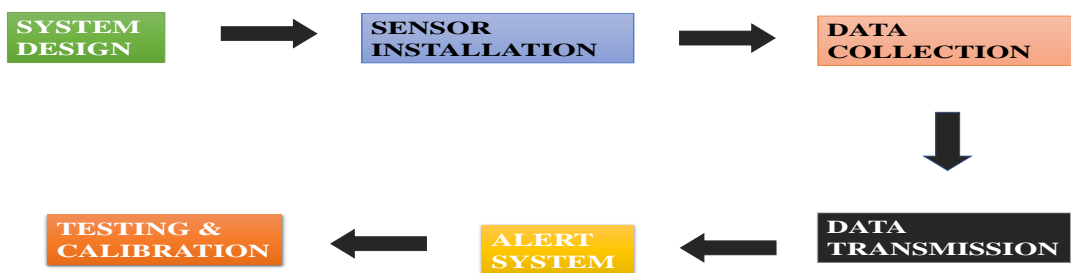 SYSTEM
DESIGN
SENSOR
INSTALLATION
DATA
COLLECTION
DATA
TRANSMISSION
ALERT
SYSTEM
TESTING &
CALIBRATION